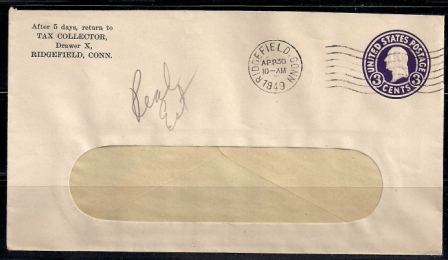 After 5 days, return to
TAX COLLECTOR,
Drawer X,
RIDGEFIELD, CONN.
RIDGEFIELD, CONN.
APR 30
10-AM
1949
UNITED STATES POSTAGE
3 CENTS 3